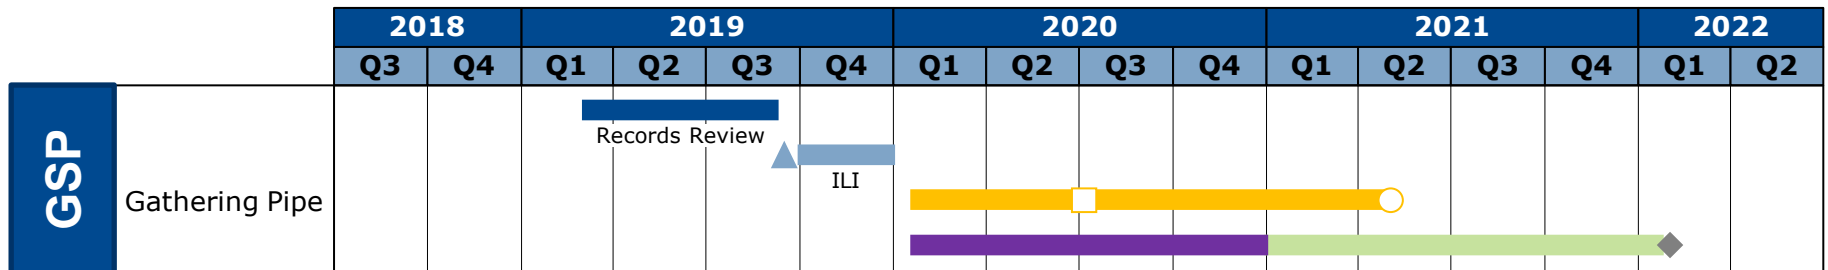 2018 2019 2020 2021 2022
Q3 Q4 Q1 Q2 Q3 Q4 Q1 Q2 Q3 Q4 Q1 Q2 Q3 Q4 Q1 Q2
GSP
Records Review
ILI
Gathering Pipe